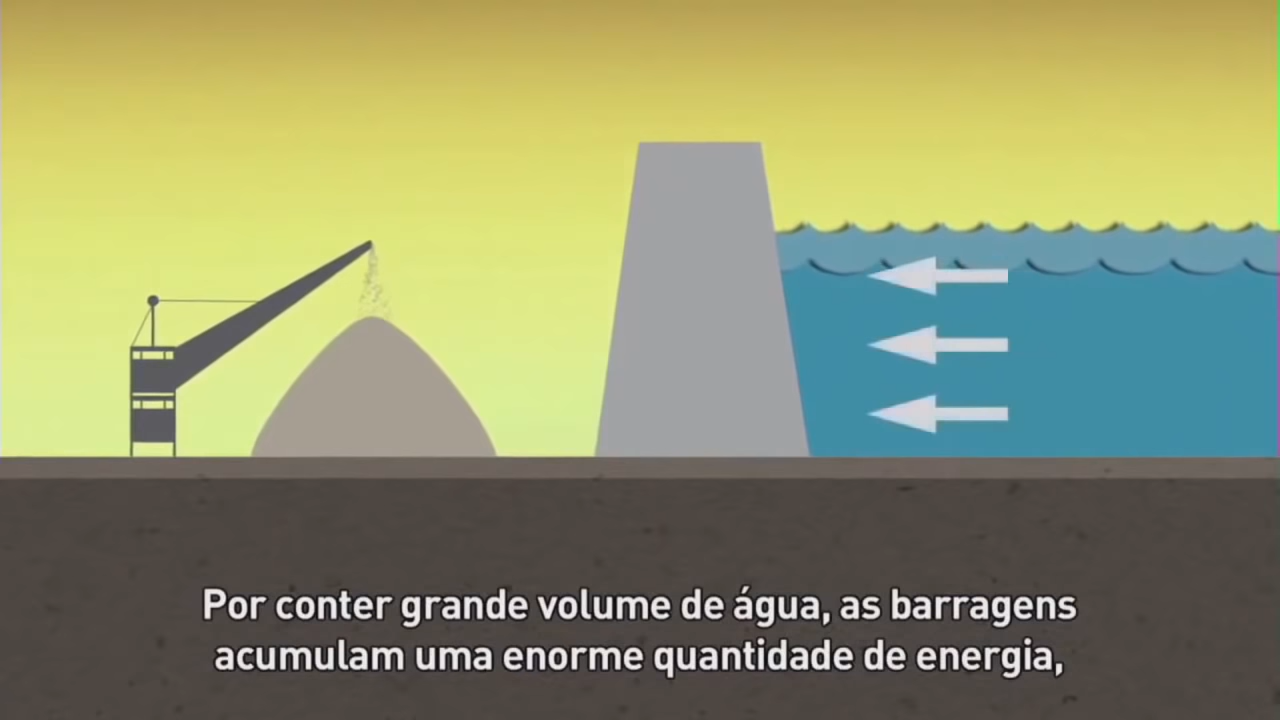 Por conter grande volume de água, as barragens
acumulam uma enorme quantidade de energia,